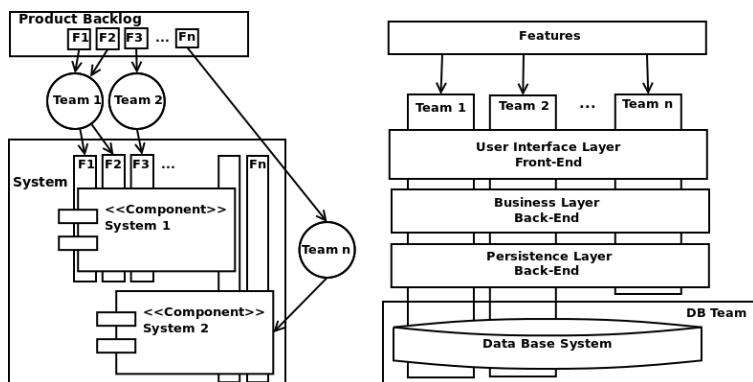 Product Backlog
F1 F2 F3 ... Fn
Team 1 Team 2
F1 F2 F3 ... Fn
System
<<Component>>
System 1
Team n
<<Component>>
System 2
Features
Team 1 Team 2 ... Team n
User Interface Layer
Front-End
Business Layer
Back-End
Persistence Layer
Back-End
DB Team
Data Base System